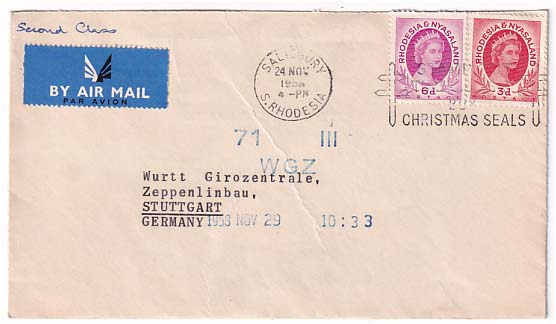 Second Class
BY AIR MAIL
PAR AVION
SALISBURY
24 NOV
1958
4 - PM
S. RHODESIA
RHODESIA & NYASALAND
6d
RHODESIA & NYASALAND
3d
CHRISTMAS SEALS
71 III
WGZ
Wurtt Girozentrale,
Zeppenlinbau,
STUTTGART
GERMANY
1958 NOV 29 10:33